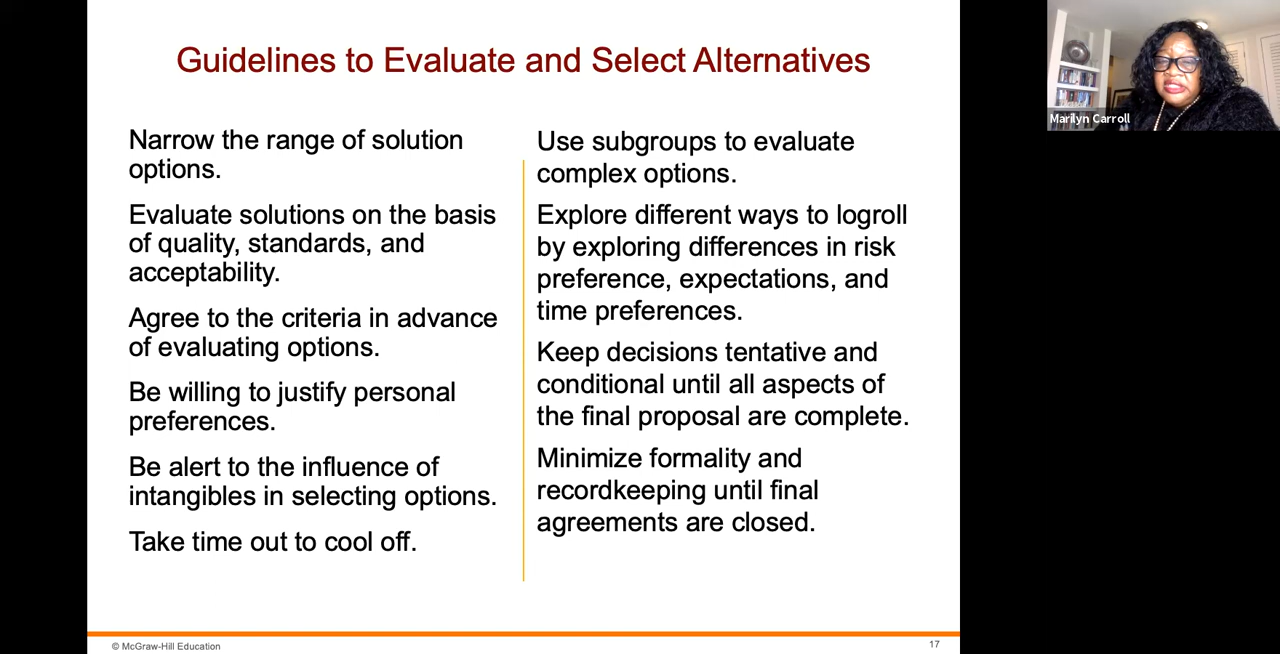 Guidelines to Evaluate and Select Alternatives
Narrow the range of solution
options.
Evaluate solutions on the basis
of quality, standards, and
acceptability.
Agree to the criteria in advance
of evaluating options.
Be willing to justify personal
preferences.
Be alert to the influence of
intangibles in selecting options.
Take time out to cool off.
Use subgroups to evaluate
complex options.
Explore different ways to logroll
by exploring differences in risk
preference, expectations, and
time preferences.
Keep decisions tentative and
conditional until all aspects of
the final proposal are complete.
Minimize formality and
recordkeeping until final
agreements are closed.
© McGraw-Hill Education
17
Marilyn Carroll